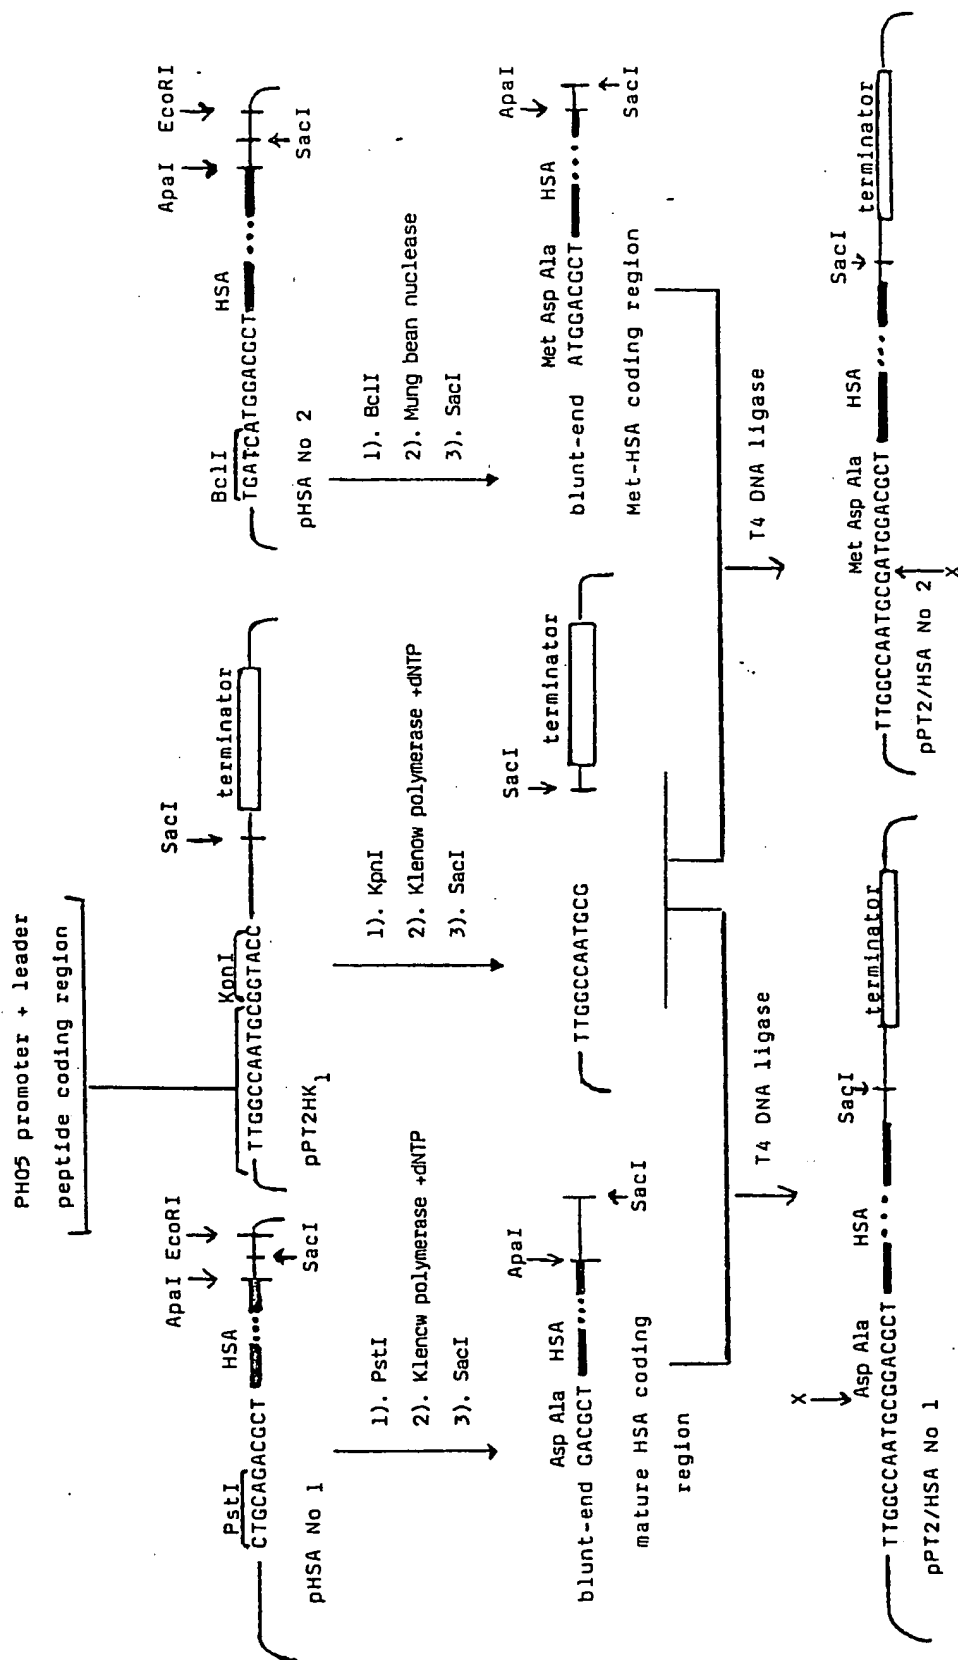 PHO5 promoter + leader
peptide coding region
PstI
CTGCAGACGCT
HSA
ApaI EcoRI
SacI
pHSA No 1
KpnI
TTGGCCAATGCGGTACC
SacI
terminator
pPT2HK1
BclI
TGATCATGGACGCT
HSA
ApaI EcoRI
SacI
pHSA No 2
1). PstI
2). Klencw polymerase +dNTP
3). SacI
1). KpnI
2). Klenow polymerase +dNTP
3). SacI
1). BclI
2). Mung bean nuclease
3). SacI
Asp Ala HSA
ApaI
blunt-end GACGCT
SacI
mature HSA coding
region
TTGGCCAATGCG
SacI
terminator
Met Asp Ala HSA
ApaI
blunt-end ATGGACGCT
SacI
Met-HSA coding region
T4 DNA ligase
T4 DNA ligase
X
Asp Ala HSA
SacI
terminator
TTGGCCAATGCGGACGCT
pPT2/HSA No 1
Met Asp Ala HSA
SacI
terminator
TTGGCCAATGCGATGGACGCT
pPT2/HSA No 2
X